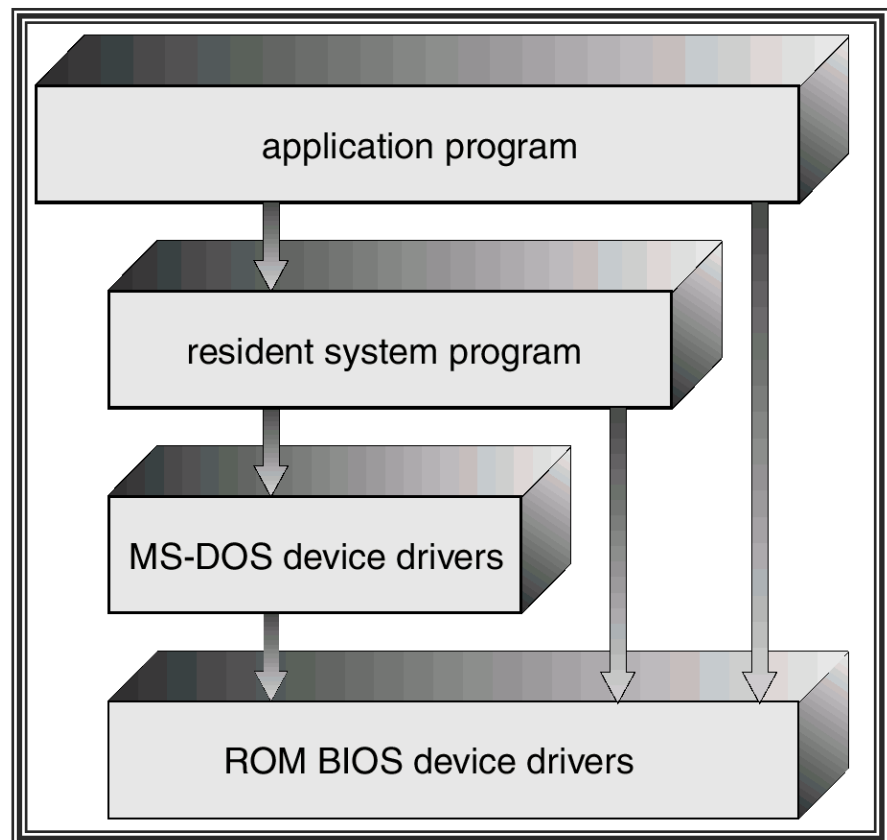 application program
resident system program
MS-DOS device drivers
ROM BIOS device drivers